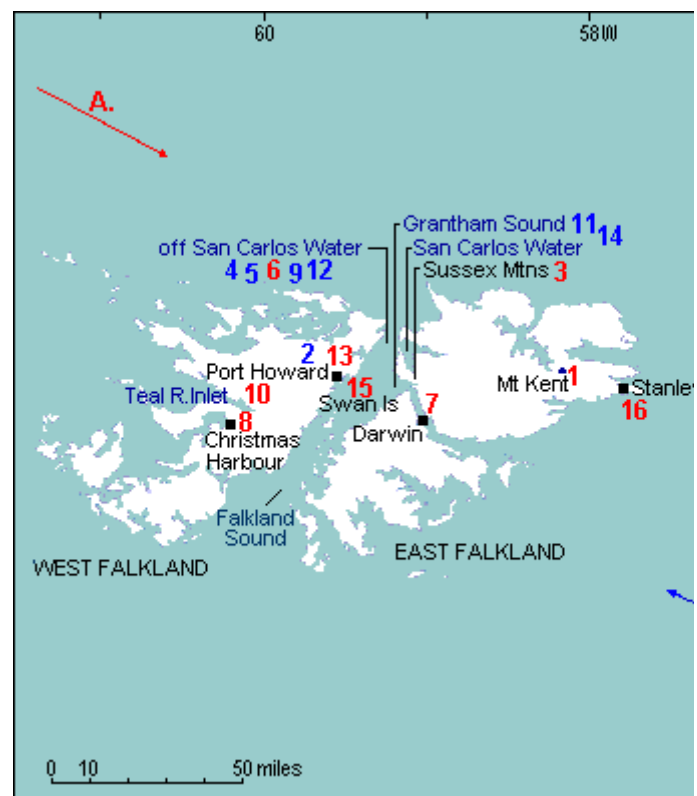 60
58W
A.
Grantham Sound 11 14
off San Carlos Water
San Carlos Water
4 5 6 9 12
Sussex Mtns 3
2 13
Port Howard
15
Mt Kent 1
Stanley
16
Teal R.Inlet 10
Swan Is
7
8
Darwin
Christmas
Harbour
Falkland
Sound
EAST FALKLAND
WEST FALKLAND
0 10 50 miles